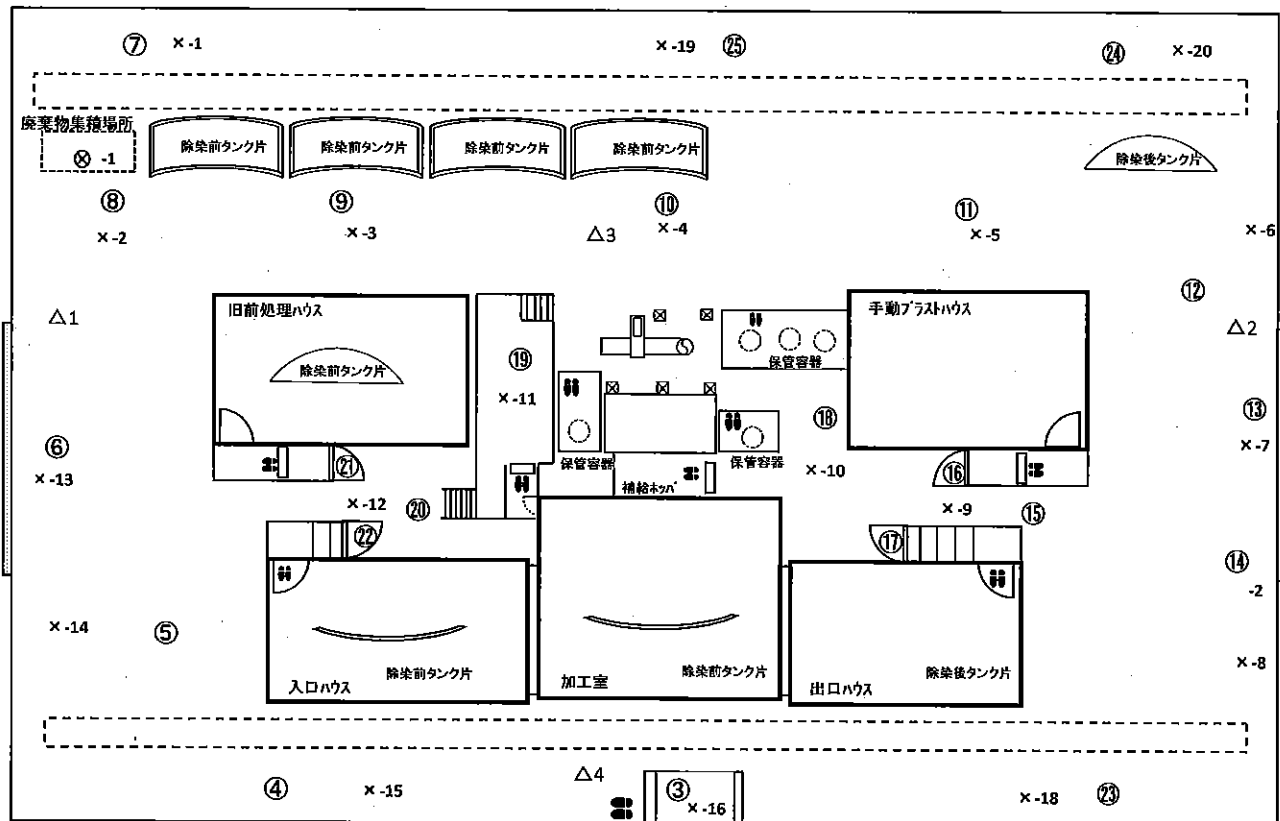 ⑦ ×-1 ×-19 ㉕ ㉔ ×-20
廃棄物集積場所
⊗ -1
除染前タンク片 除染前タンク片 除染前タンク片 除染前タンク片 除染後タンク片
⑧ ⑨ ⑩ ⑪
×-2 ×-3 △3 ×-4 ×-5 ×-6
⑫
△1 旧前処理ハウス 手動ブラストハウス △2
保管容器
除染前タンク片 ⑲
×-11 ⑱ ⑬
⑥ ×-7
×-13 ㉑ 保管容器 保管容器 ×-10 ⑯
補給ホッパ
×-12 ⑳ ×-9 ⑮
㉒ ⑰ ⑭
-2
×-14 ⑤ ×-8
除染前タンク片 除染前タンク片 除染後タンク片
入口ハウス 加工室 出口ハウス
④ ×-15 △4 ③ ×-16 ×-18 ㉓